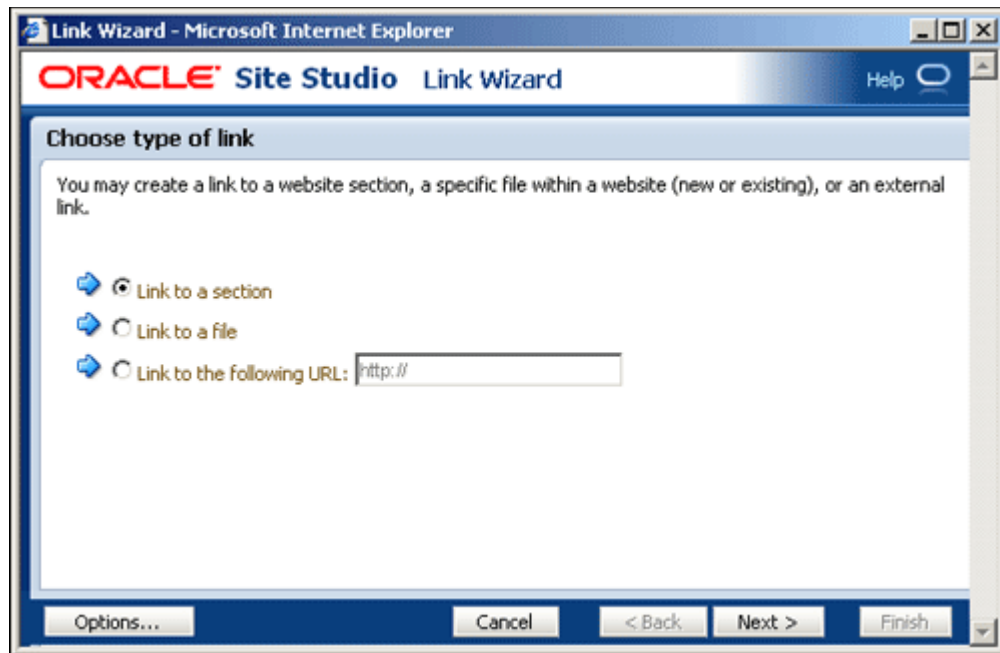 Link Wizard - Microsoft Internet Explorer
ORACLE Site Studio Link Wizard Help
Choose type of link
You may create a link to a website section, a specific file within a website (new or existing), or an external
link.
Link to a section
Link to a file
Link to the following URL: http://
Options... Cancel < Back Next > Finish